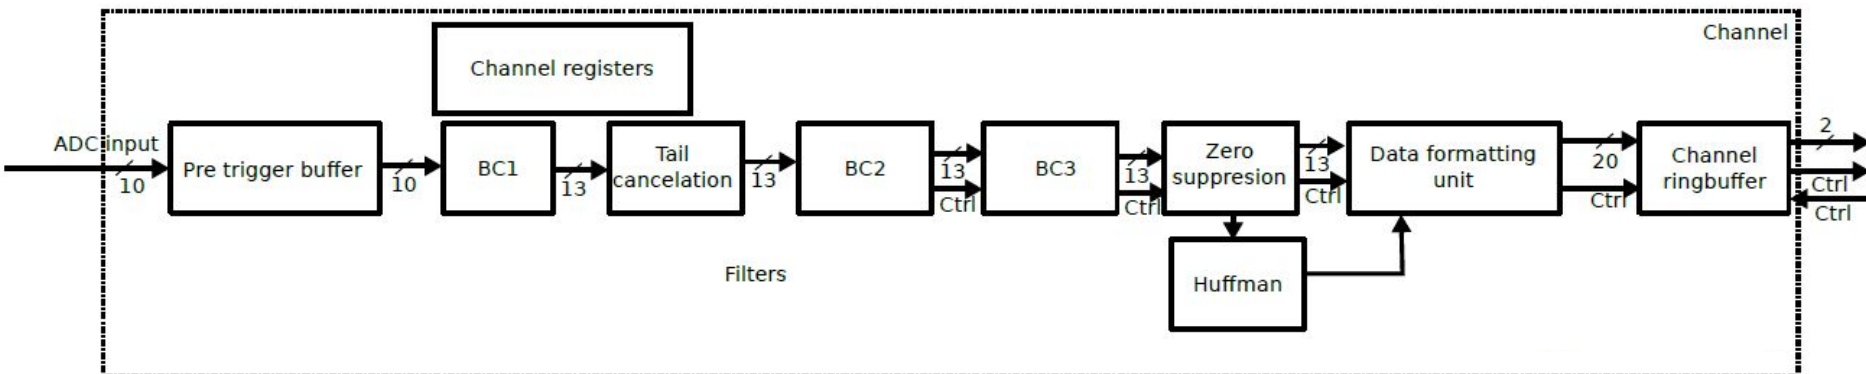 Channel
Channel registers
ADC input
10
Pre trigger buffer
10
BC1
13
Tail
cancelation
13
BC2
13
Ctrl
BC3
13
Ctrl
Zero
suppresion
13
Ctrl
Data formatting
unit
20
Ctrl
Channel
ringbuffer
2
Ctrl
Ctrl
Filters
Huffman